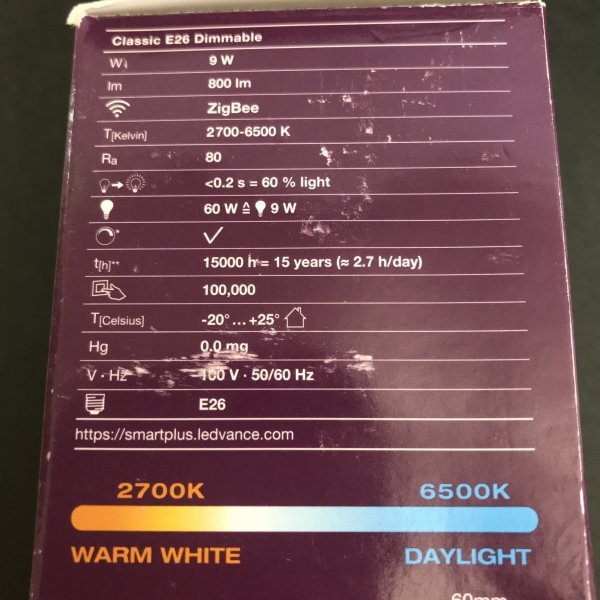 Classic E26 Dimmable
W 9 W
lm 800 lm
ZigBee
T[Kelvin] 2700-6500 K
Ra 80
<0.2 s = 60 % light
60 W ≙ 9 W
*
t[h]** 15000 h = 15 years (≈ 2.7 h/day)
100,000
T[Celsius] -20°...+25°
Hg 0.0 mg
V · Hz 100 V · 50/60 Hz
E26
https://smartplus.ledvance.com
2700K 6500K
WARM WHITE DAYLIGHT
60mm